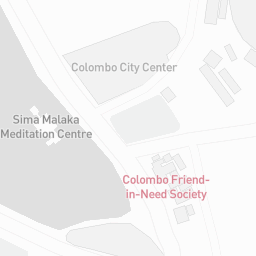 Colombo City Center
Sima Malaka
Meditation Centre
Colombo Friend-
in-Need Society